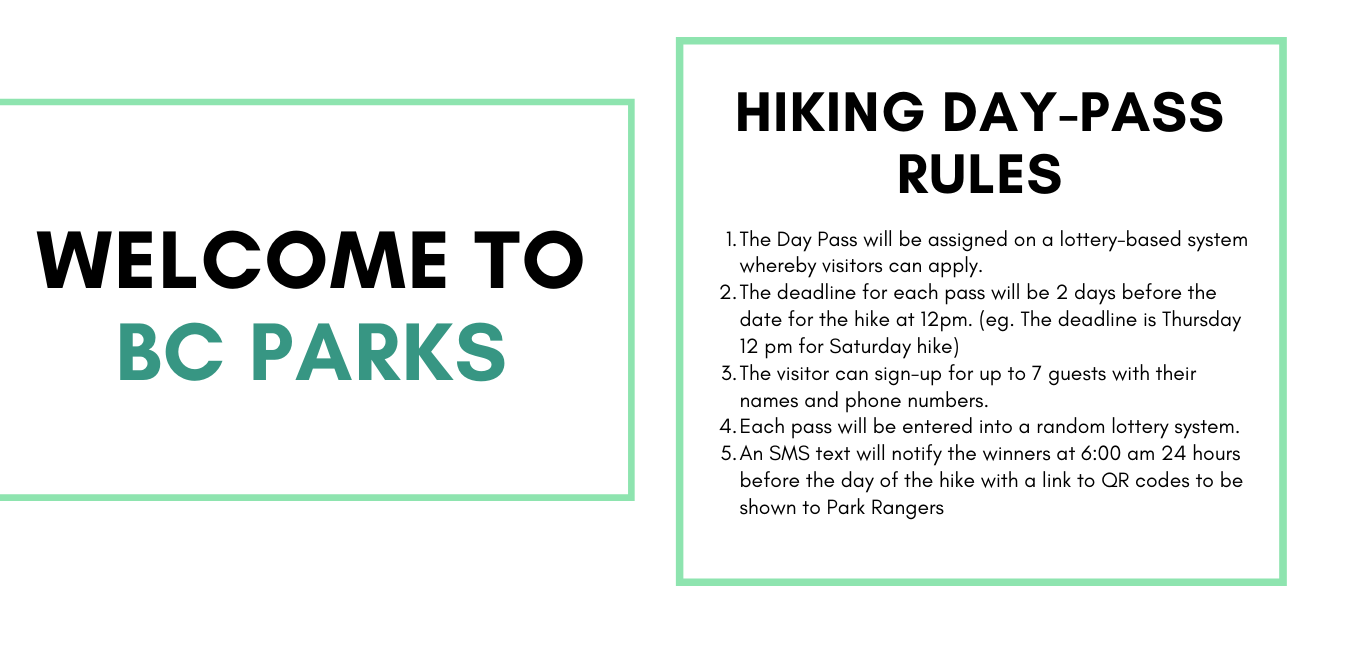 WELCOME TO
BC PARKS
HIKING DAY-PASS
RULES
1. The Day Pass will be assigned on a lottery-based system
whereby visitors can apply.
2. The deadline for each pass will be 2 days before the
date for the hike at 12pm. (eg. The deadline is Thursday
12 pm for Saturday hike)
3. The visitor can sign-up for up to 7 guests with their
names and phone numbers.
4. Each pass will be entered into a random lottery system.
5. An SMS text will notify the winners at 6:00 am 24 hours
before the day of the hike with a link to QR codes to be
shown to Park Rangers